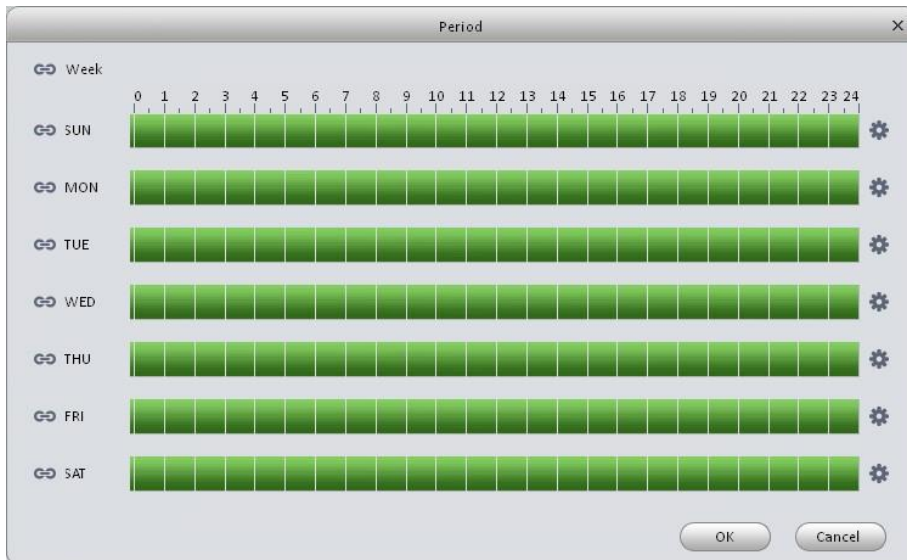 Period
Week
0 1 2 3 4 5 6 7 8 9 10 11 12 13 14 15 16 17 18 19 20 21 22 23 24
SUN
MON
TUE
WED
THU
FRI
SAT
OK Cancel